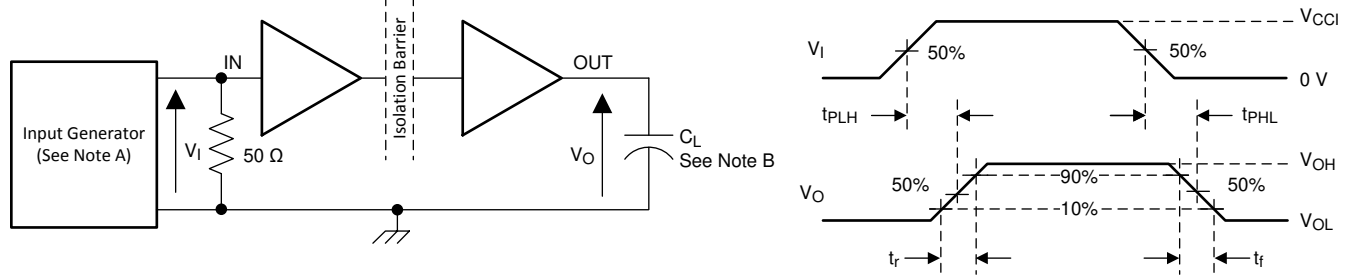 Input Generator
(See Note A)
V_I
50 Ω
IN
Isolation Barrier
OUT
V_O
C_L
See Note B
V_I
50%
50%
V_CCI
0 V
t_PLH
t_PHL
V_O
50%
90%
10%
50%
V_OH
V_OL
t_r
t_f